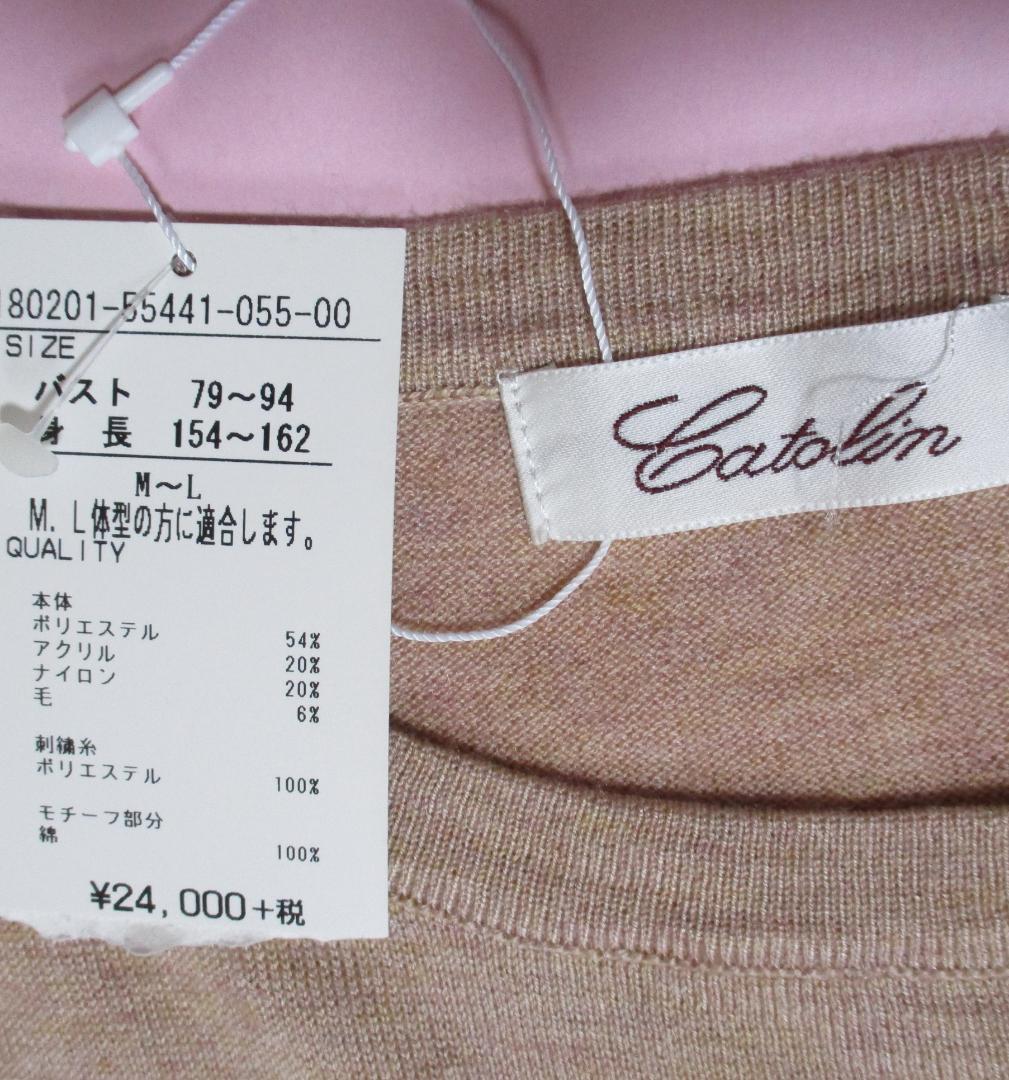 180201-55441-055-00
SIZE
バスト 79～94
身 長 154～162
M～L
M. L体型の方に適合します。
QUALITY
本体
ポリエステル 54%
アクリル 20%
ナイロン 20%
毛 6%
刺繍糸
ポリエステル 100%
モチーフ部分
綿 100%
¥24,000+税
Catolin